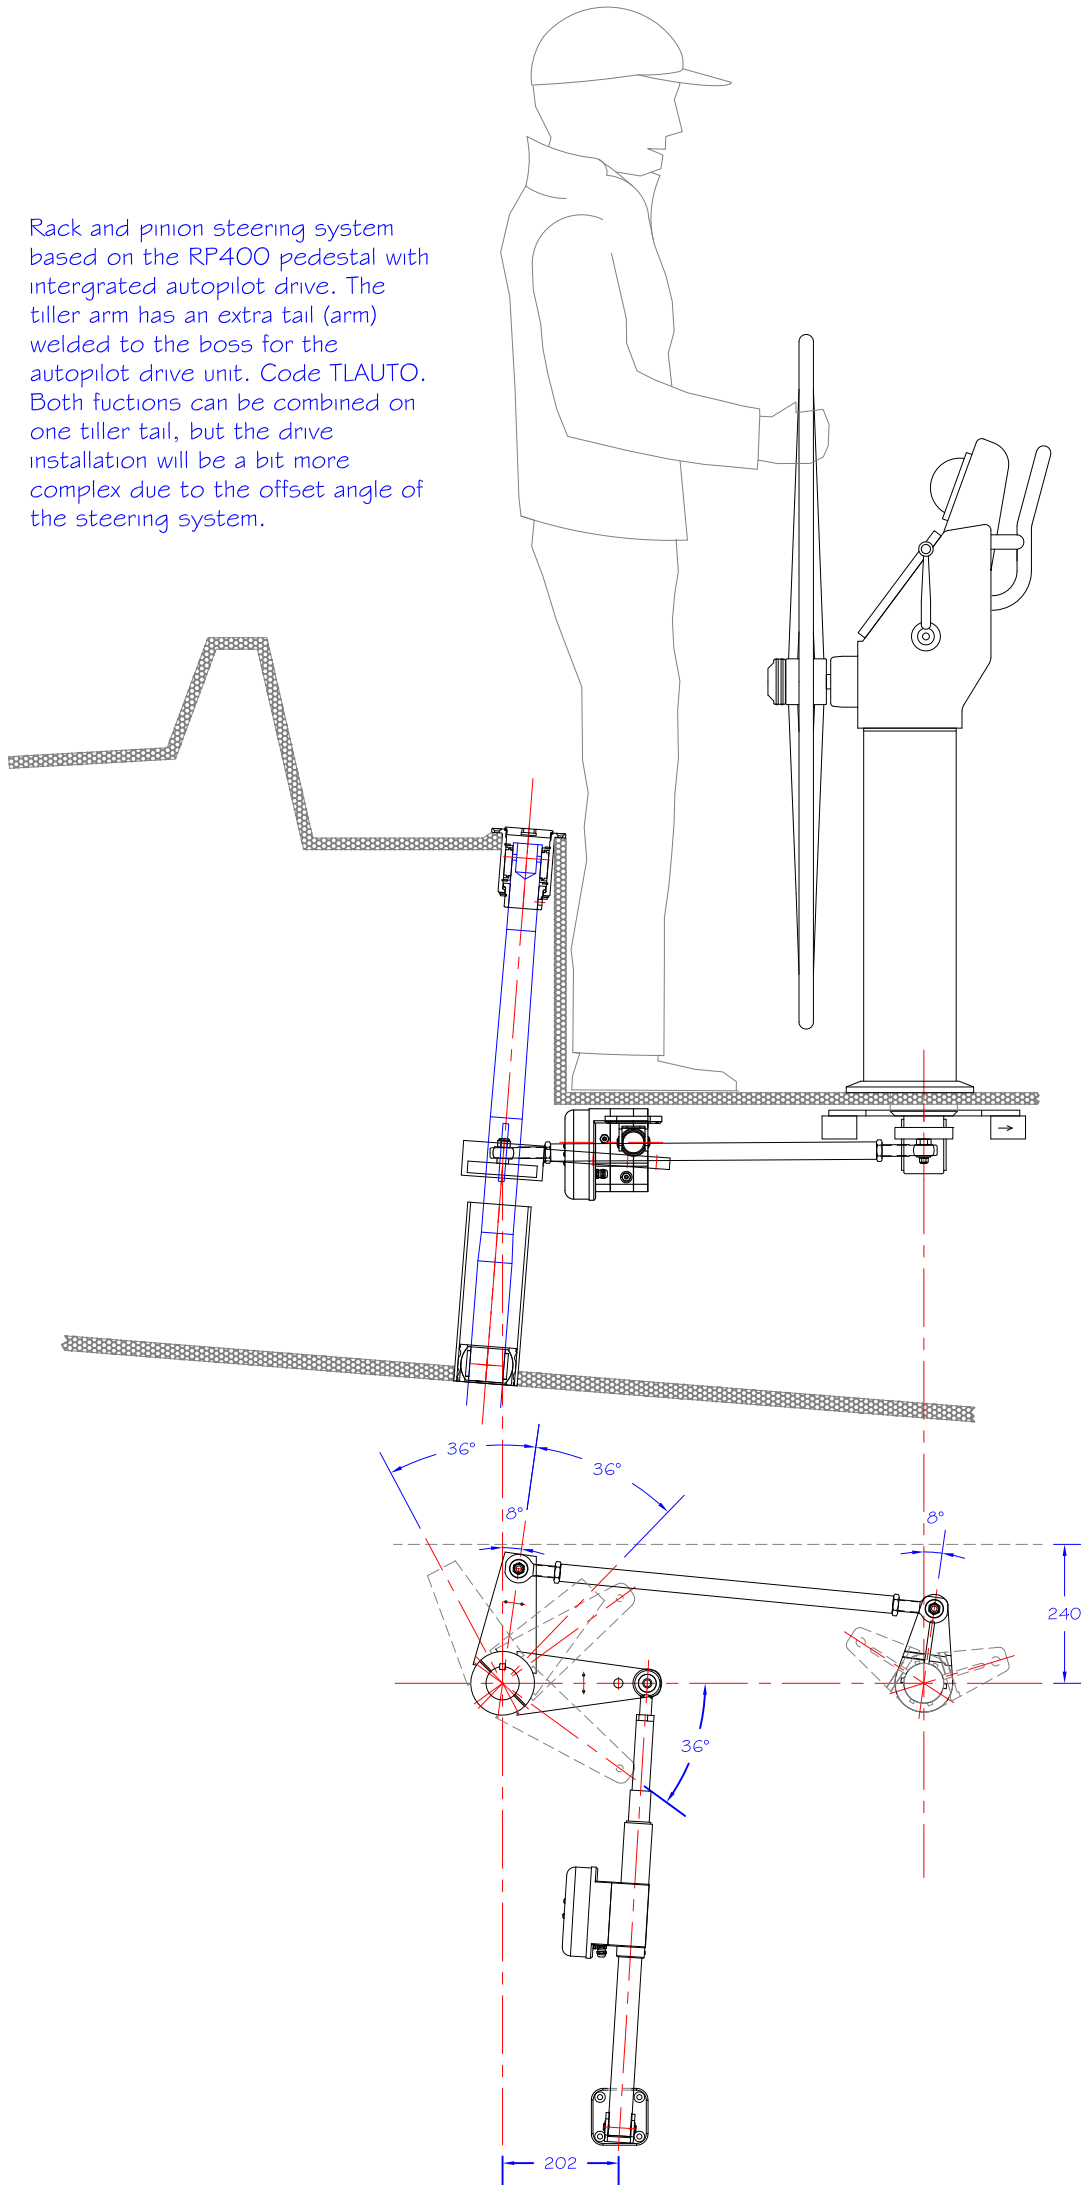 Rack and pinion steering system
based on the RP400 pedestal with
intergrated autopilot drive. The
tiller arm has an extra tail (arm)
welded to the boss for the
autopilot drive unit. Code TLAUTO.
Both fuctions can be combined on
one tiller tail, but the drive
installation will be a bit more
complex due to the offset angle of
the steering system.
36°
36°
8°
8°
240
36°
202